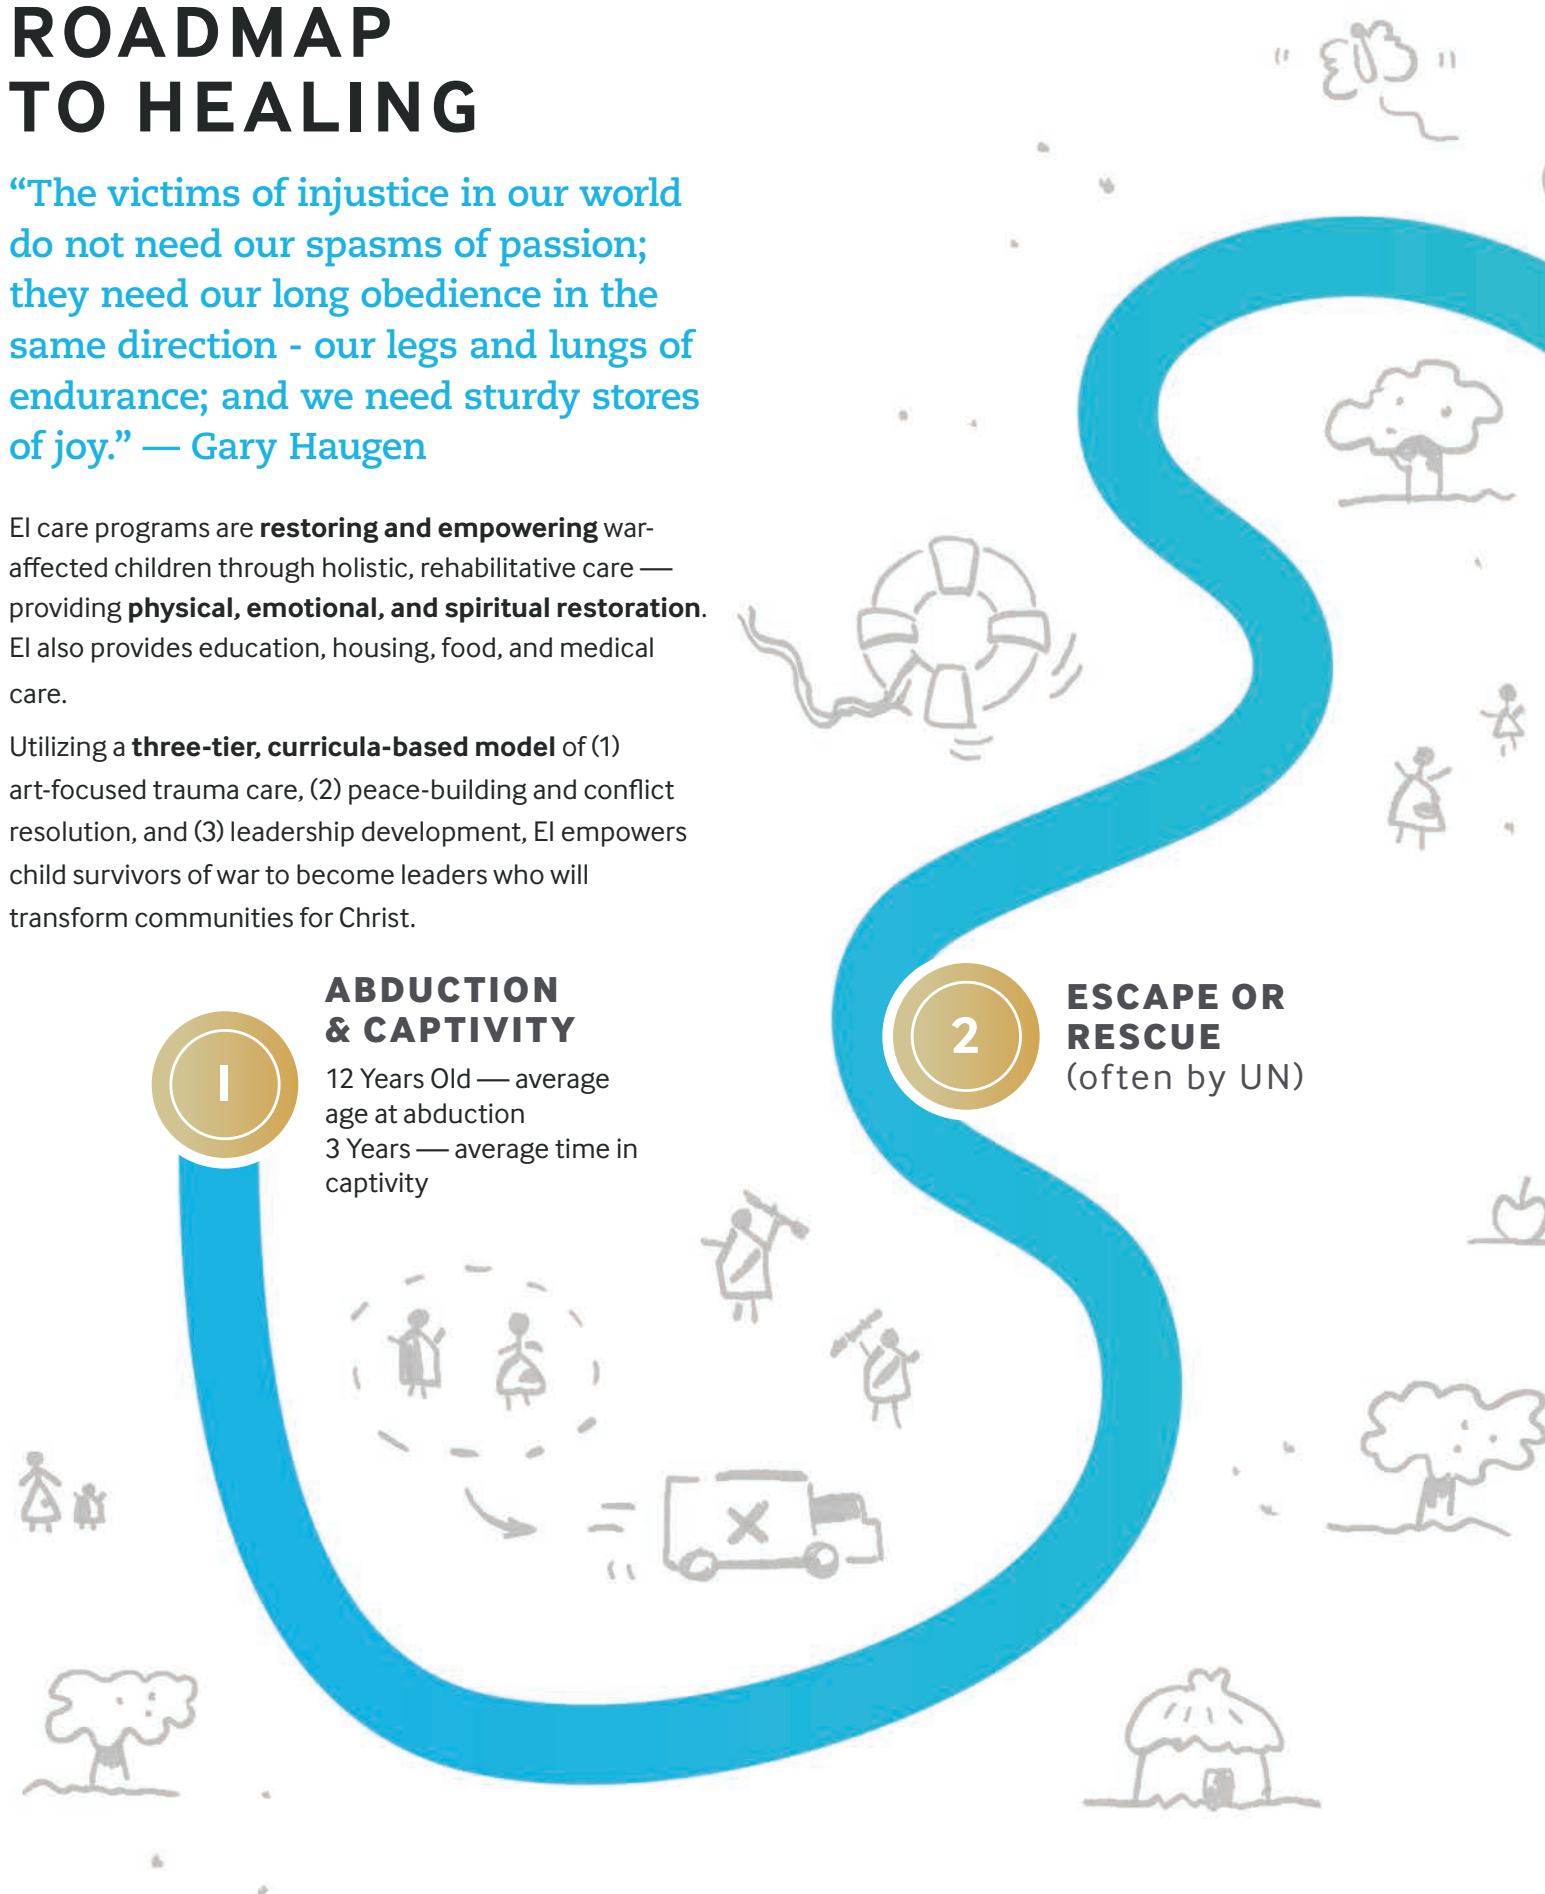 ROADMAP
TO HEALING
“The victims of injustice in our world
do not need our spasms of passion;
they need our long obedience in the
same direction - our legs and lungs of
endurance; and we need sturdy stores
of joy.” — Gary Haugen
EI care programs are restoring and empowering war-
affected children through holistic, rehabilitative care —
providing physical, emotional, and spiritual restoration.
EI also provides education, housing, food, and medical
care.
Utilizing a three-tier, curricula-based model of (1)
art-focused trauma care, (2) peace-building and conflict
resolution, and (3) leadership development, EI empowers
child survivors of war to become leaders who will
transform communities for Christ.
1
ABDUCTION
& CAPTIVITY
12 Years Old — average
age at abduction
3 Years — average time in
captivity
2
ESCAPE OR
RESCUE
(often by UN)